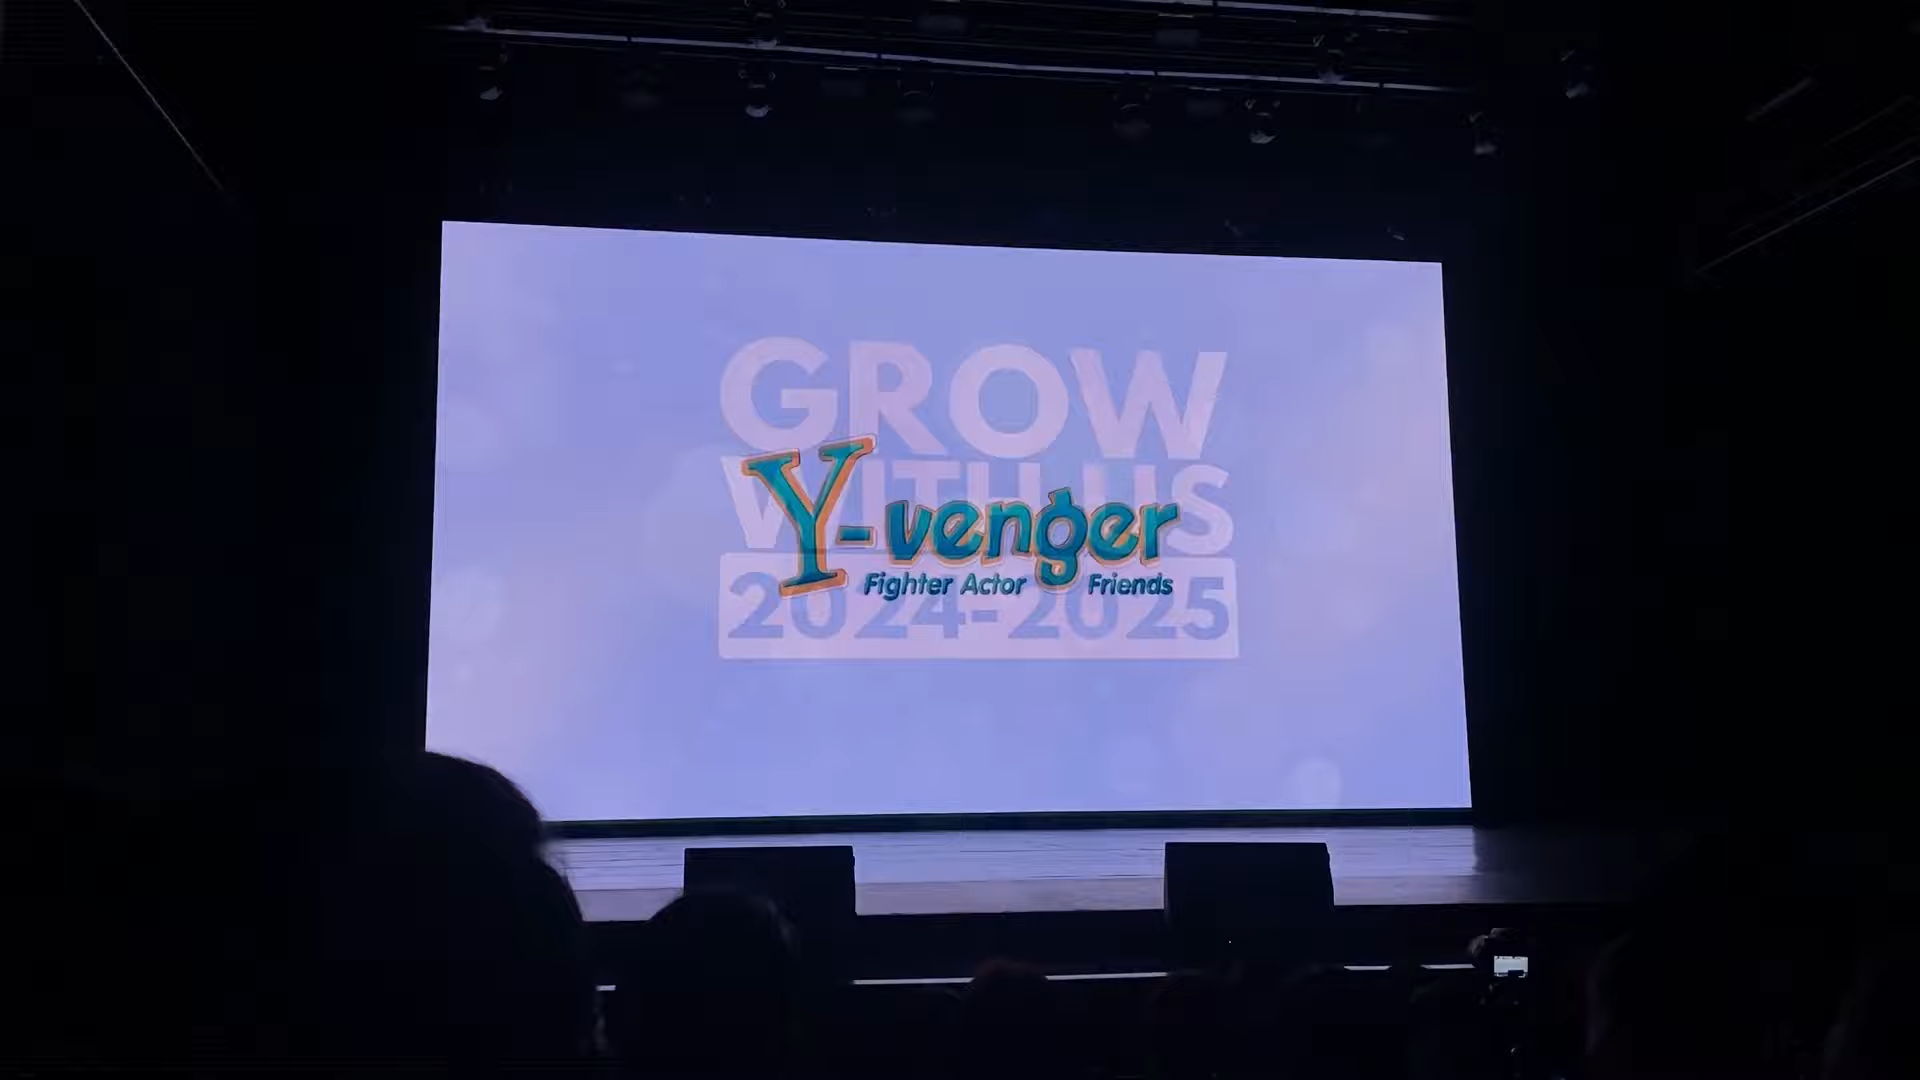 GROW
WITH US
Y-venger
Fighter Actor Friends
2024-2025